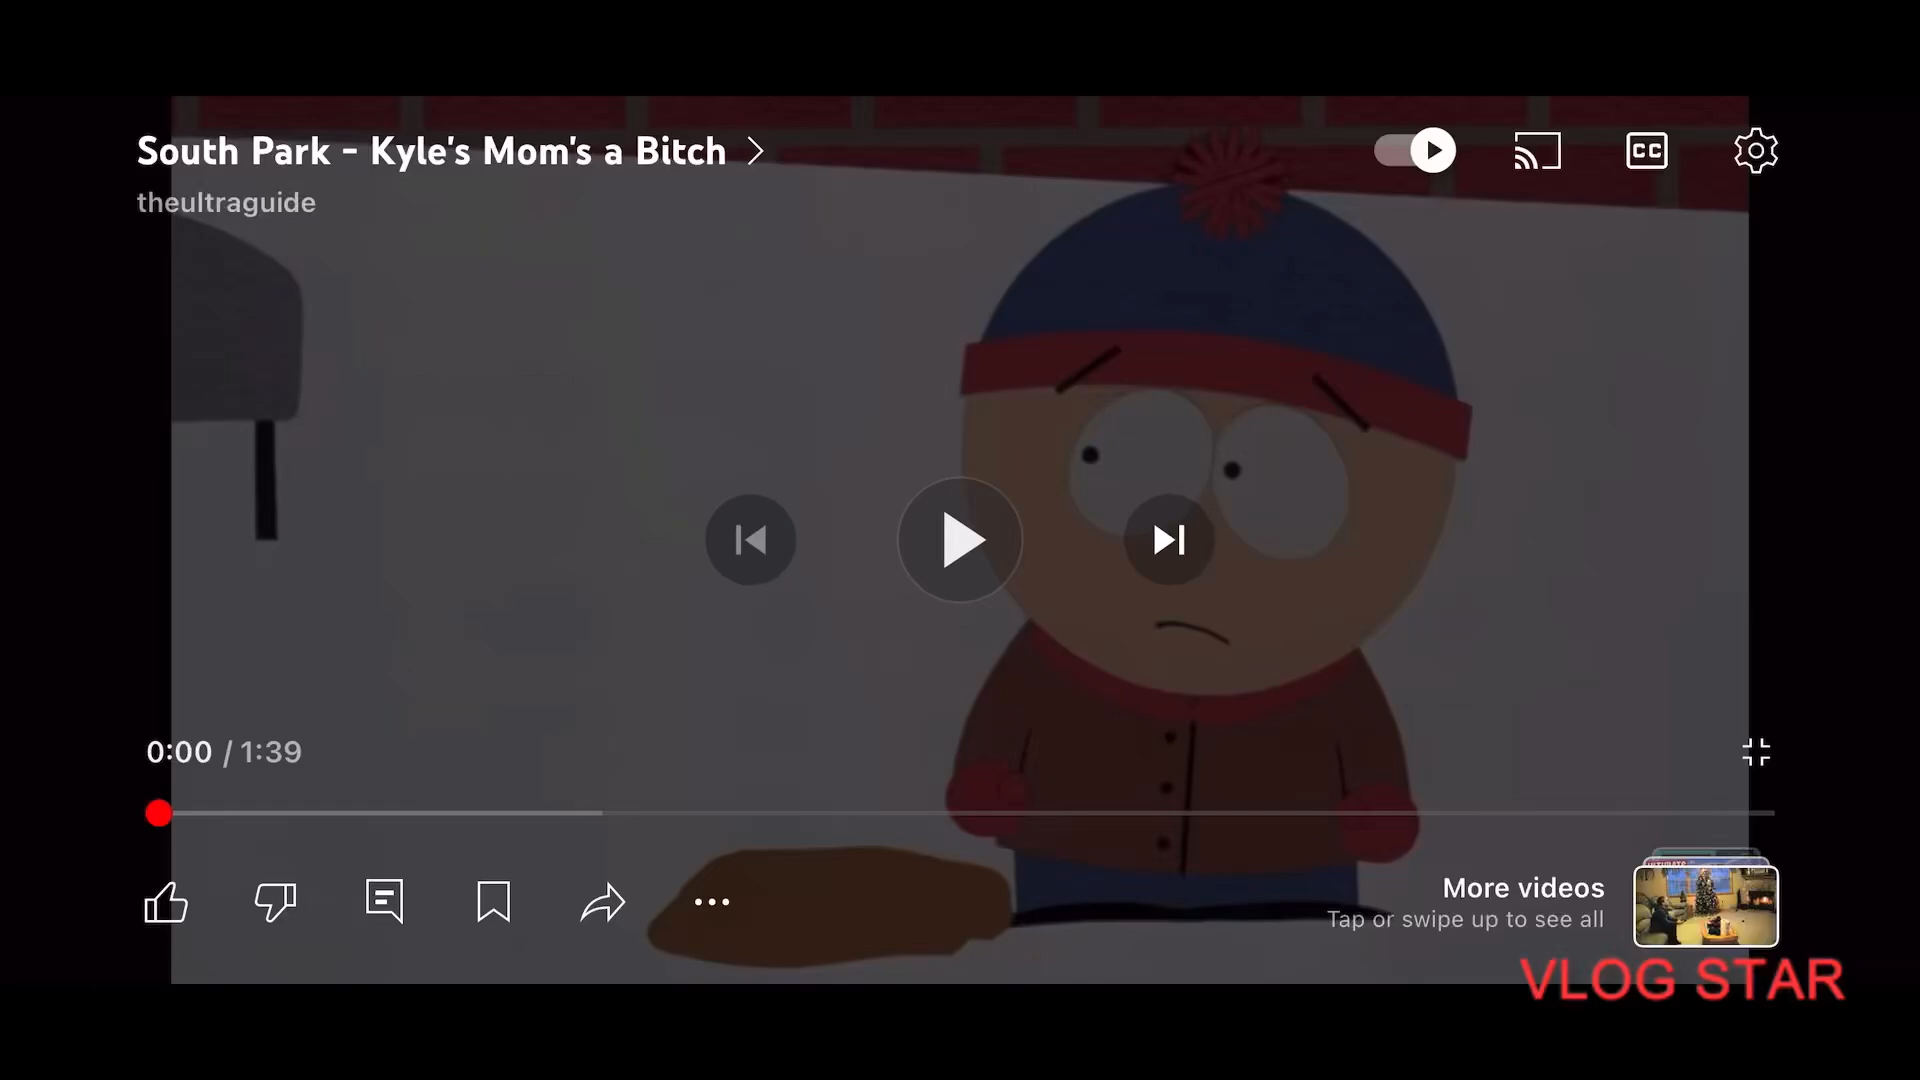 South Park - Kyle's Mom's a Bitch
theultraguide
CC
0:00 / 1:39
More videos
Tap or swipe up to see all
VLOG STAR